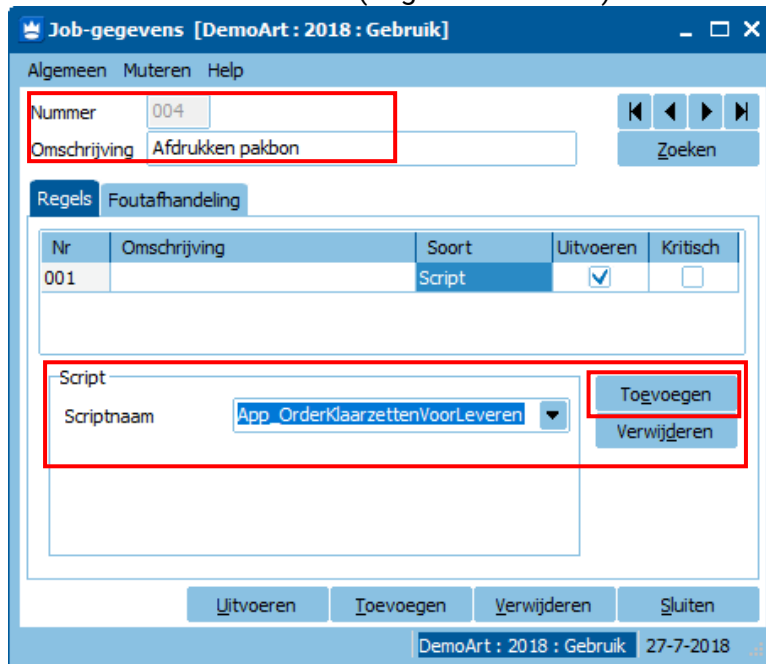 Job-gegevens [DemoArt : 2018 : Gebruik]
Algemeen Muteren Help
Nummer 004
Omschrijving Afdrukken pakbon Zoeken
Regels Foutafhandeling
Nr Omschrijving Soort Uitvoeren Kritisch
001 Script
Script
Toevoegen
Scriptnaam App_OrderKlaarzettenVoorLeveren
Verwijderen
Uitvoeren Toevoegen Verwijderen Sluiten
DemoArt : 2018 : Gebruik 27-7-2018